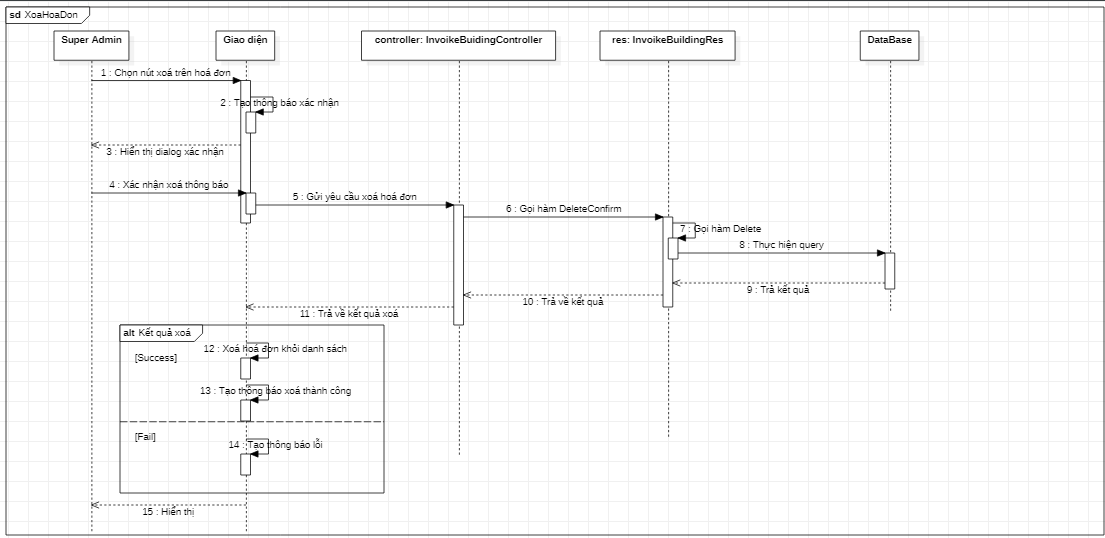 sd XoaHoaDon
Super Admin
Giao diện
controller: InvoikeBuidingController
res: InvoikeBuildingRes
DataBase
1 : Chọn nút xoá trên hoá đơn
2 : Tạo thông báo xác nhận
3 : Hiển thị dialog xác nhận
4 : Xác nhận xoá thông báo
5 : Gửi yêu cầu xoá hoá đơn
6 : Gọi hàm DeleteConfirm
7 : Gọi hàm Delete
8 : Thực hiện query
9 : Trả kết quả
10 : Trả về kết quả
11 : Trả về kết quả xoá
alt Kết quả xoá
12 : Xoá hoá đơn khỏi danh sách
[Success]
13 : Tạo thông báo xoá thành công
[Fail]
14 : Tạo thông báo lỗi
15 : Hiển thị